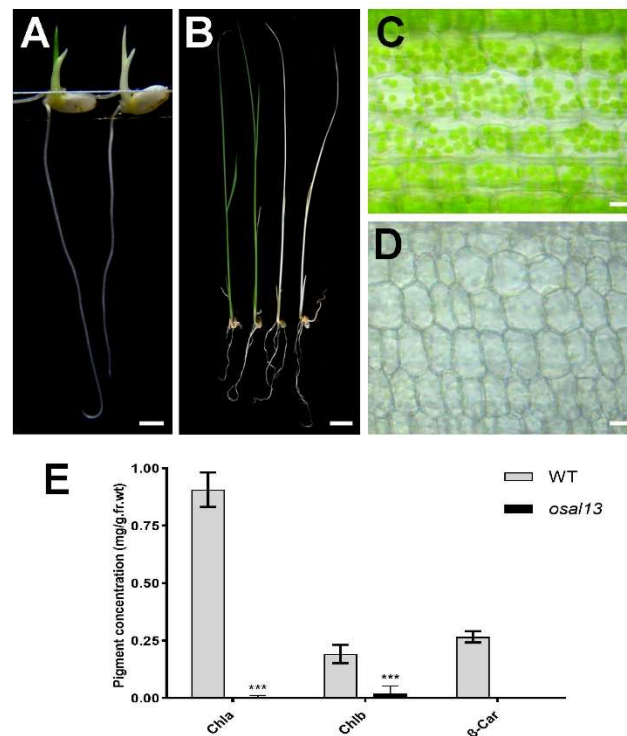 A
B
C
D
E
Pigment concentration (mg/g.fr.wt)
1.00
0.75
0.50
0.25
0.00
WT
osal13
***
***
Chla
Chlb
β-Car